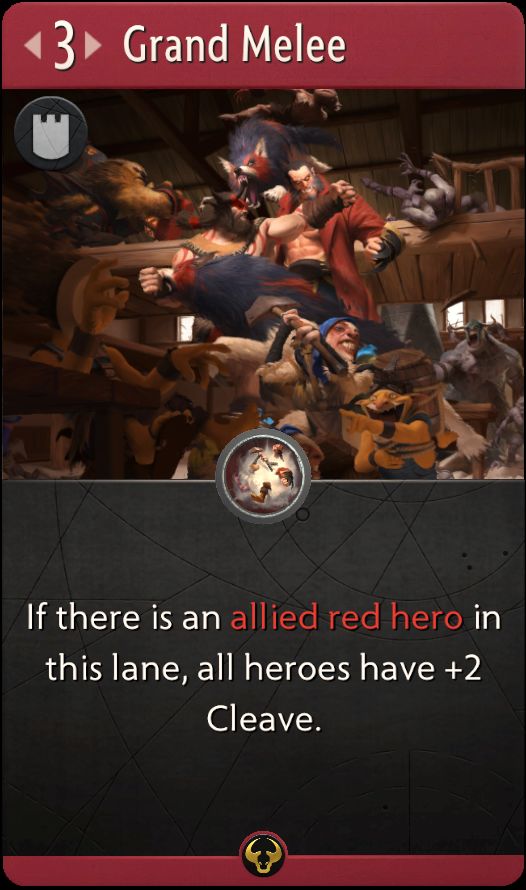 3 Grand Melee
If there is an allied red hero in
this lane, all heroes have +2
Cleave.